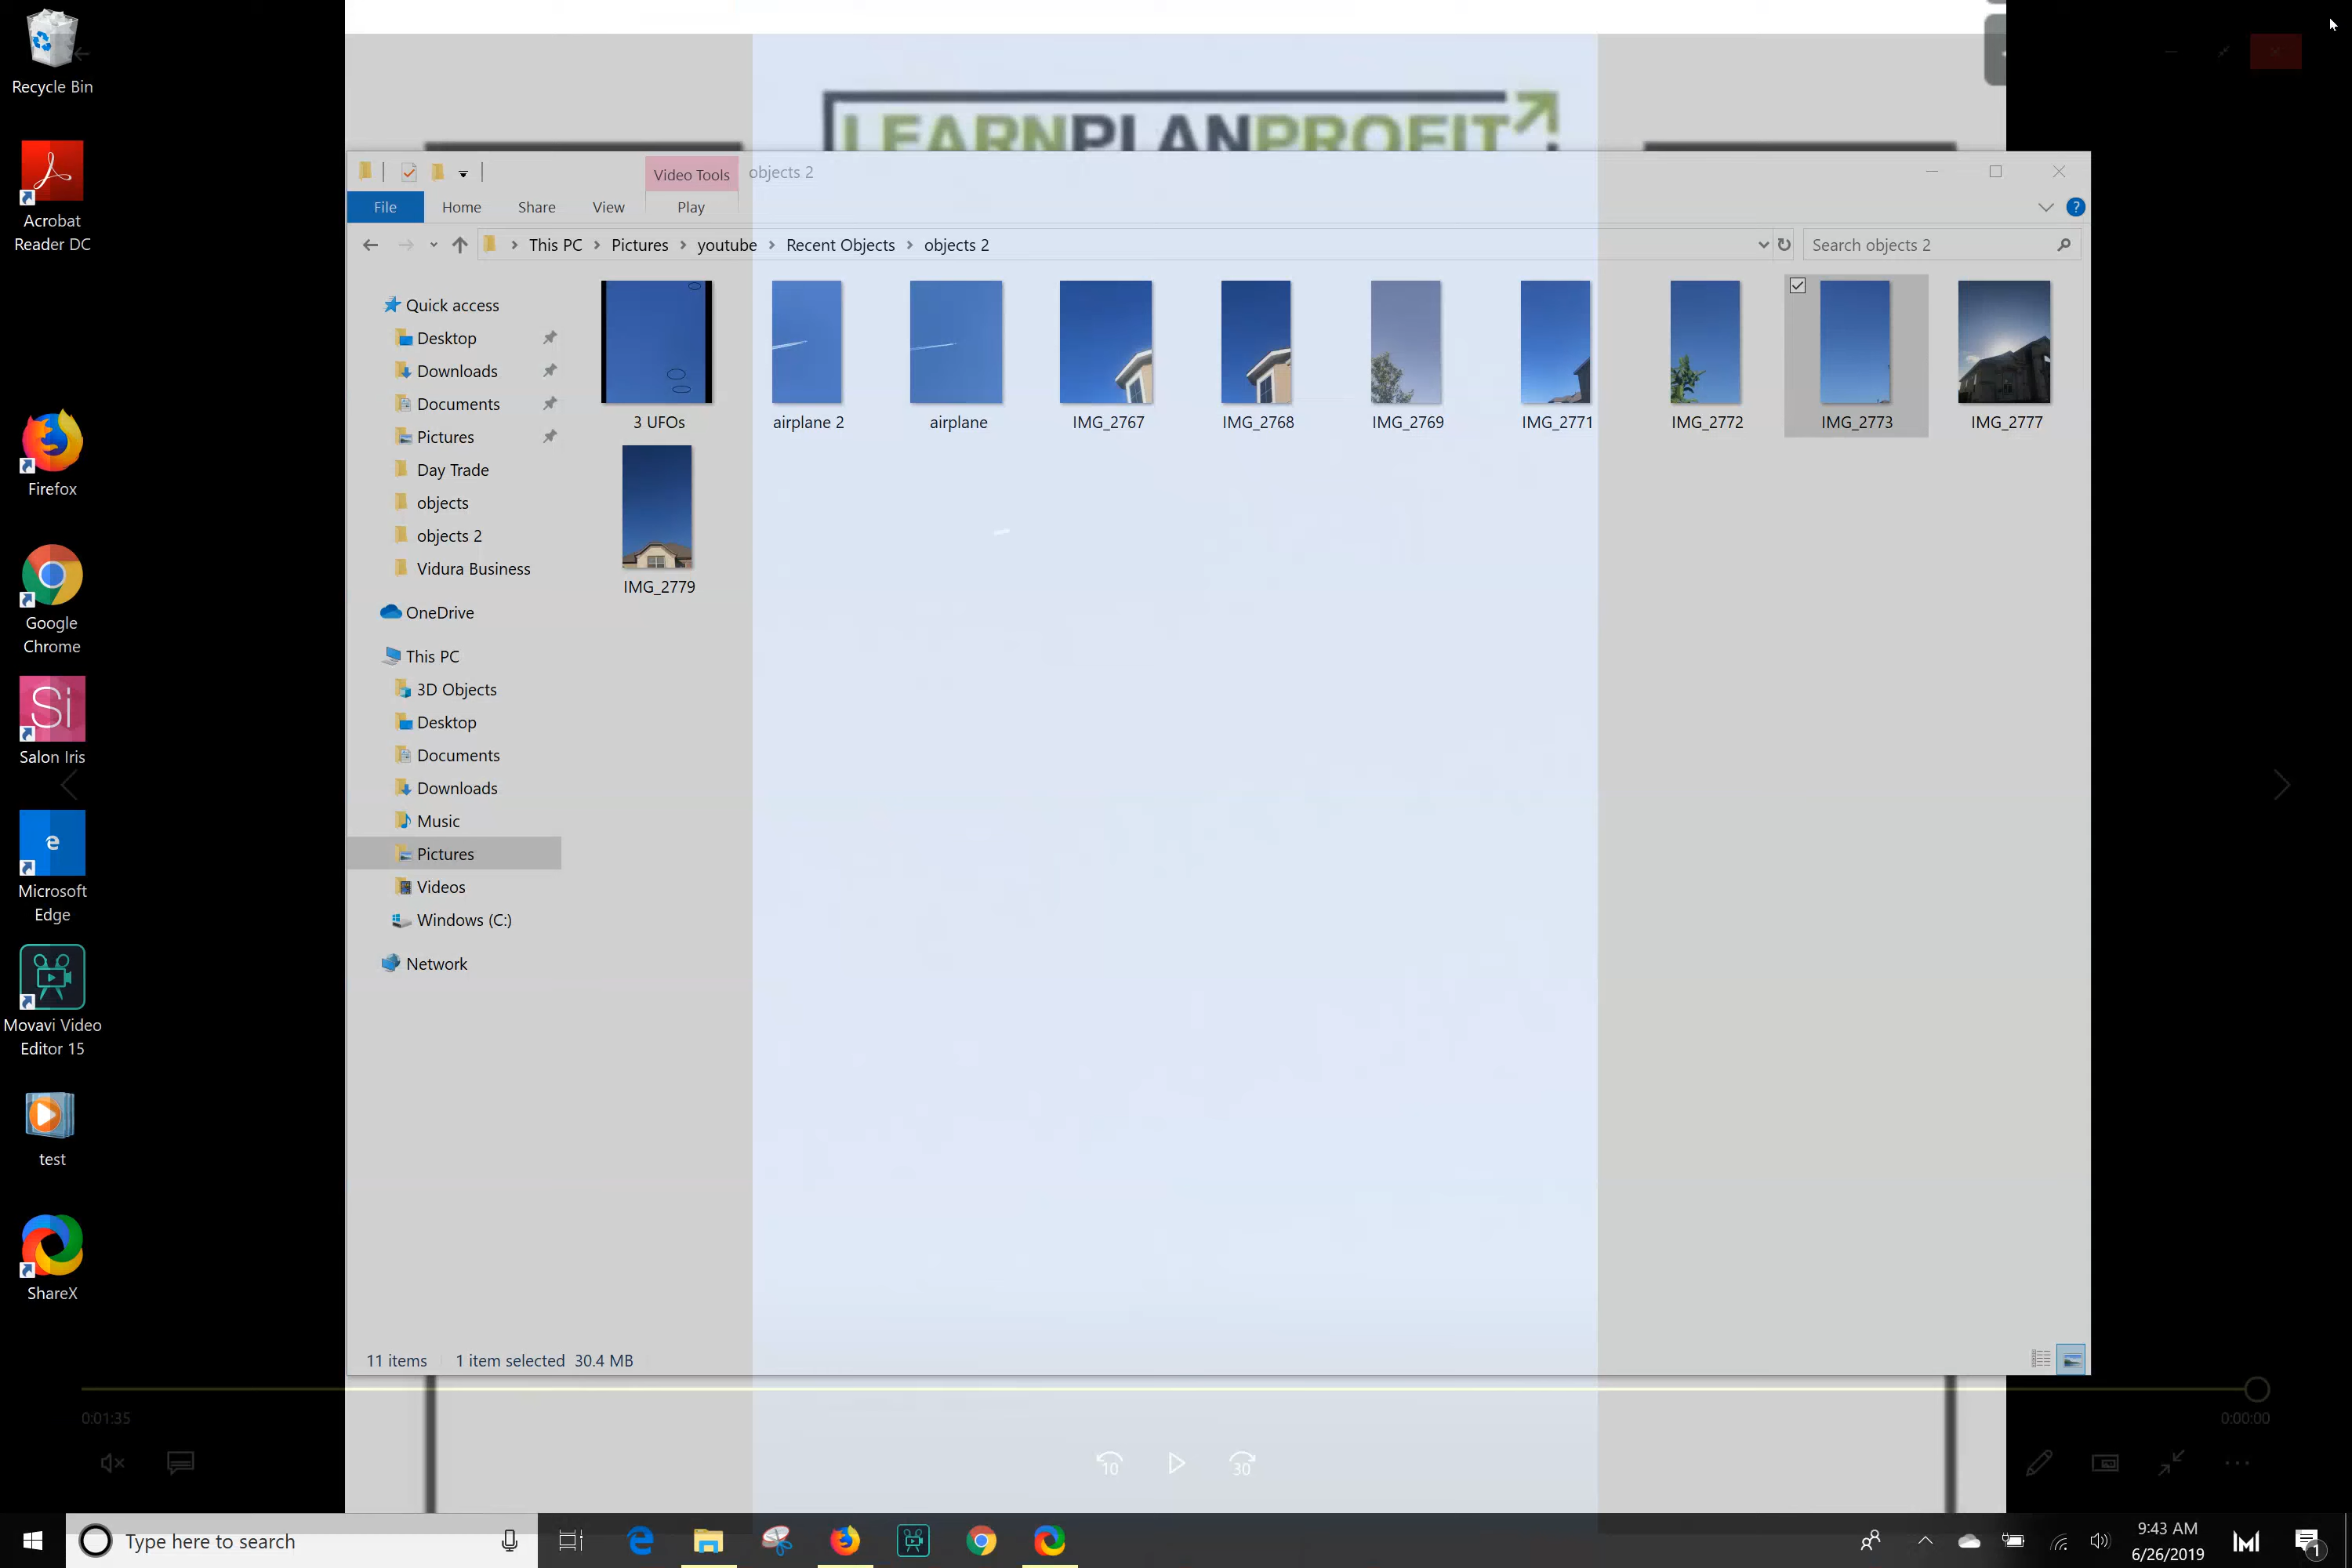 Recycle Bin
Acrobat
Reader DC
Firefox
Google
Chrome
Si
Salon Iris
Microsoft
Edge
Movavi Video
Editor 15
test
ShareX
LEARNPLANPROFIT
Video Tools
objects 2
File
Home
Share
View
Play
This PC
Pictures
youtube
Recent Objects
objects 2
Search objects 2
Quick access
Desktop
Downloads
Documents
Pictures
Day Trade
objects
objects 2
Vidura Business
OneDrive
This PC
3D Objects
Desktop
Documents
Downloads
Music
Pictures
Videos
Windows (C:)
Network
3 UFOs
airplane 2
airplane
IMG_2767
IMG_2768
IMG_2769
IMG_2771
IMG_2772
IMG_2773
IMG_2777
IMG_2779
11 items
1 item selected 30.4 MB
0:01:35
0:00:00
10
30
Type here to search
9:43 AM
6/26/2019
1